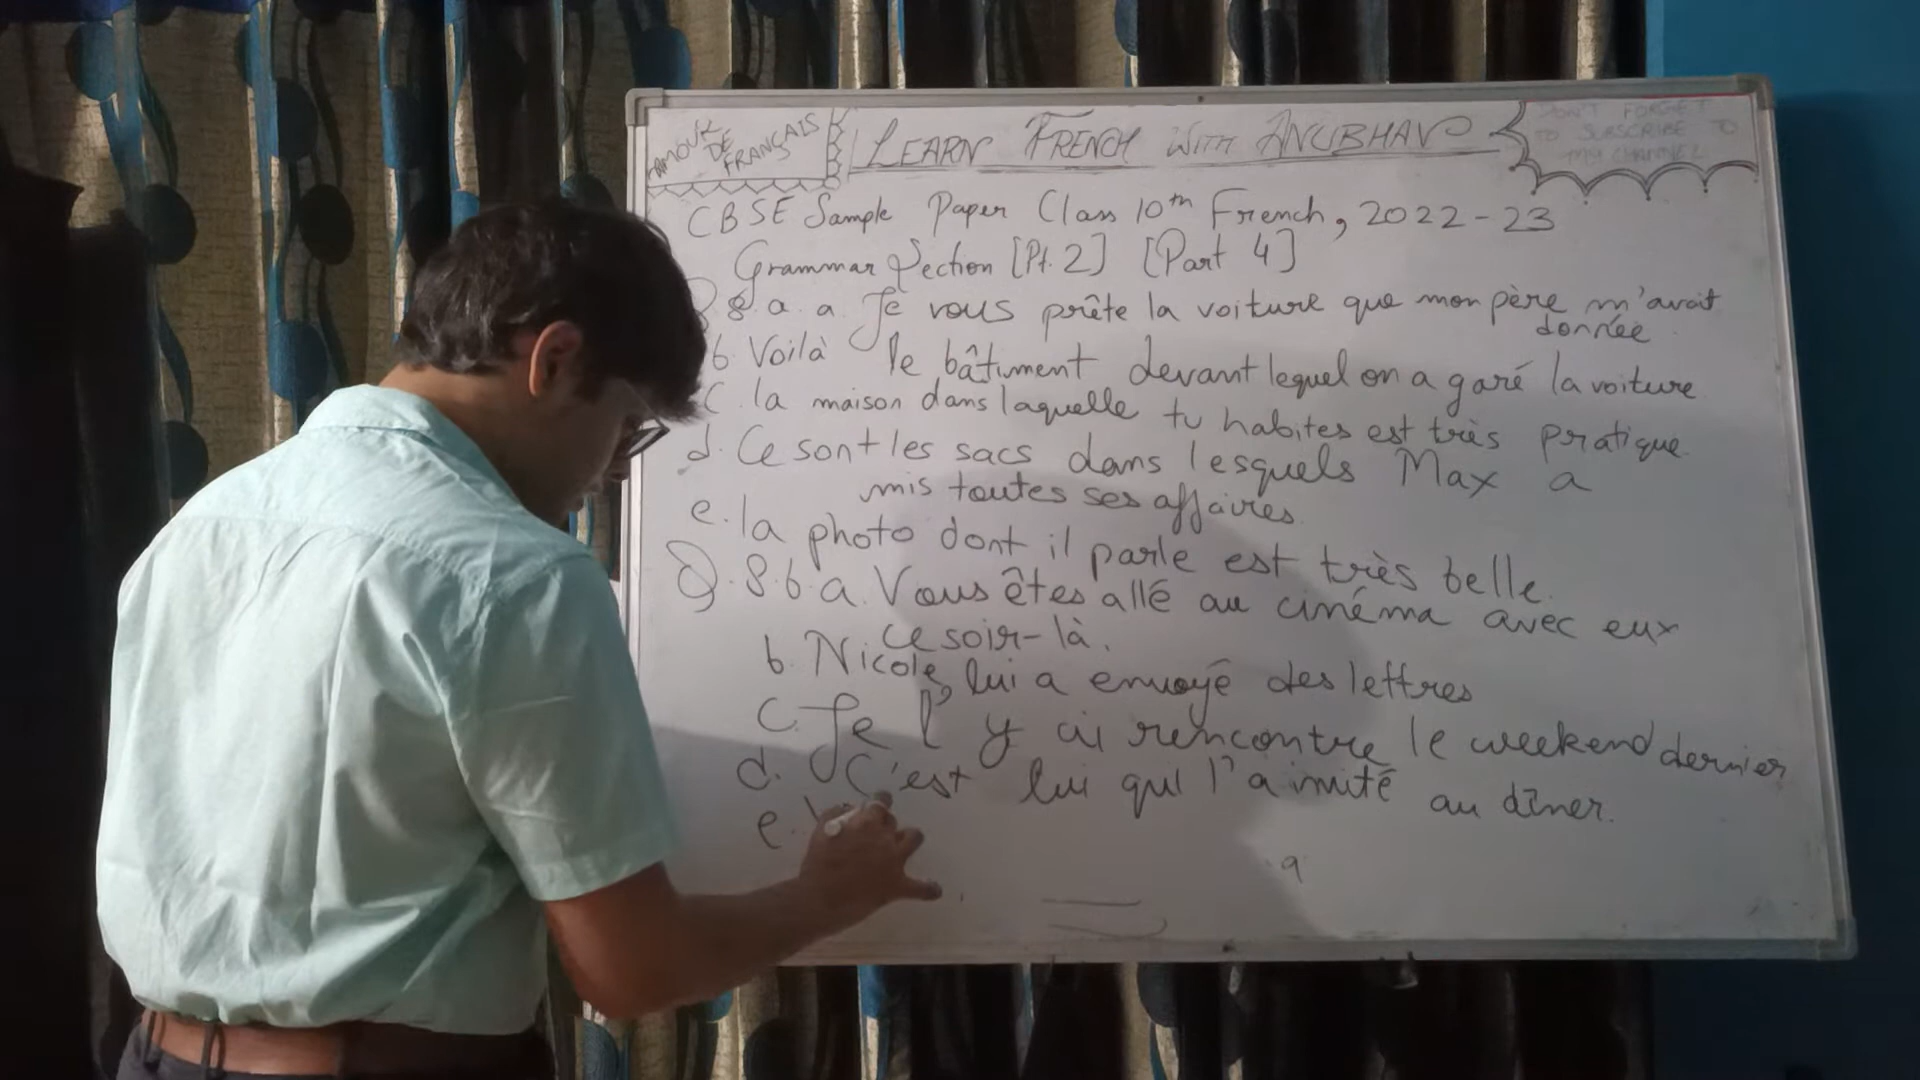 AMOUR DE FRANÇAIS
LEARN FRENCH WITH ANUBHAV
DON'T FORGET
TO SUBSCRIBE TO
MY CHANNEL
CBSE Sample Paper Class 10th French, 2022-23
Grammar Section [Pt. 2] [Part 4]
Q 8. a. a Je vous prête la voiture que mon père m'avait
donnée
b. Voilà le bâtiment devant lequel on a garé la voiture
c. la maison dans laquelle tu habites est très pratique
d. Ce sont les sacs dans lesquels Max a
mis toutes ses affaires
e. la photo dont il parle est très belle.
Q. 8.b. a. Vous êtes allé au cinéma avec eux
ce soir-là.
b. Nicole lui a envoyé des lettres
c. Je l'y ai rencontre le weekend dernier
d. C'est lui qui l'a invité au dîner.
e.